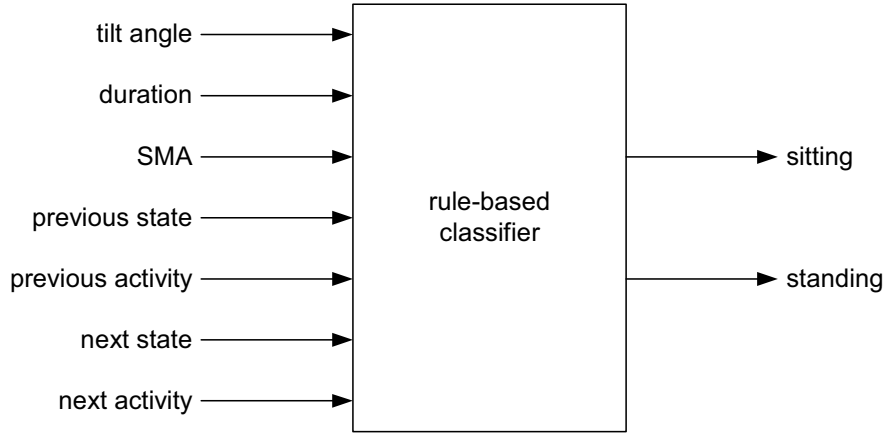 tilt angle
duration
SMA
previous state
previous activity
next state
next activity
rule-based
classifier
sitting
standing